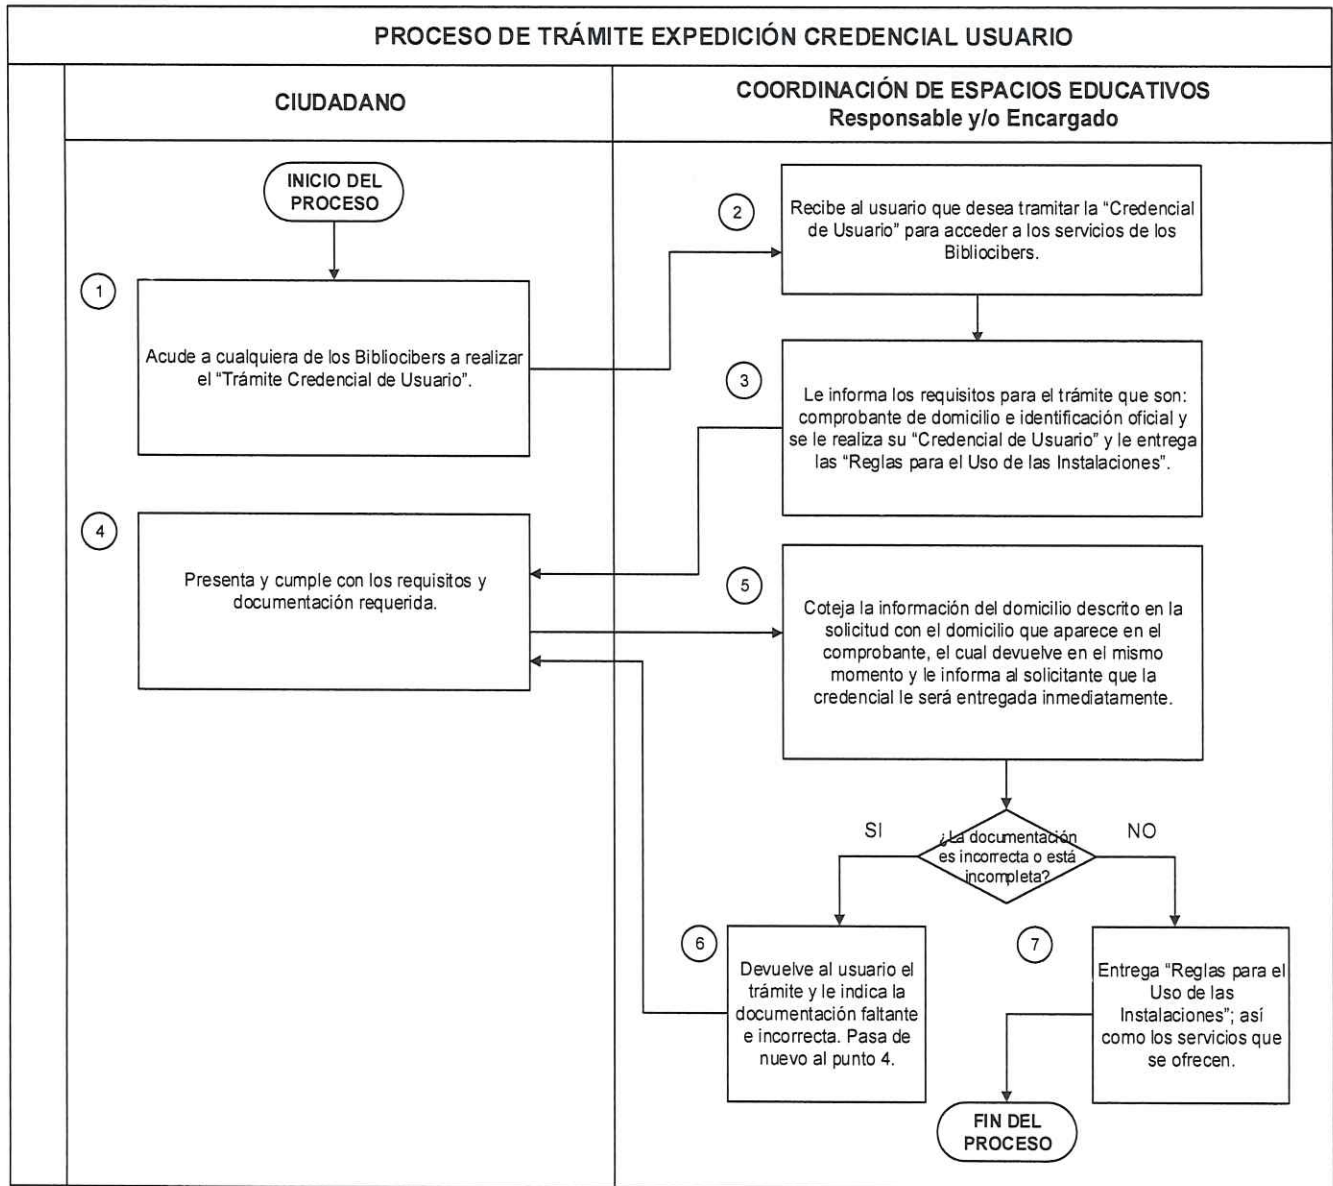 PROCESO DE TRÁMITE EXPEDICIÓN CREDENCIAL USUARIO
CIUDADANO
COORDINACIÓN DE ESPACIOS EDUCATIVOS
Responsable y/o Encargado
INICIO DEL
PROCESO
1
Acude a cualquiera de los Bibliocibers a realizar
el “Trámite Credencial de Usuario”.
2
Recibe al usuario que desea tramitar la “Credencial
de Usuario” para acceder a los servicios de los
Bibliocibers.
3
Le informa los requisitos para el trámite que son:
comprobante de domicilio e identificación oficial y
se le realiza su “Credencial de Usuario” y le entrega
las “Reglas para el Uso de las Instalaciones”.
4
Presenta y cumple con los requisitos y
documentación requerida.
5
Coteja la información del domicilio descrito en la
solicitud con el domicilio que aparece en el
comprobante, el cual devuelve en el mismo
momento y le informa al solicitante que la
credencial le será entregada inmediatamente.
SI
¿La documentación
es incorrecta o está
incompleta?
NO
6
Devuelve al usuario el
trámite y le indica la
documentación faltante
e incorrecta. Pasa de
nuevo al punto 4.
7
Entrega “Reglas para el
Uso de las
Instalaciones”; así
como los servicios que
se ofrecen.
FIN DEL
PROCESO